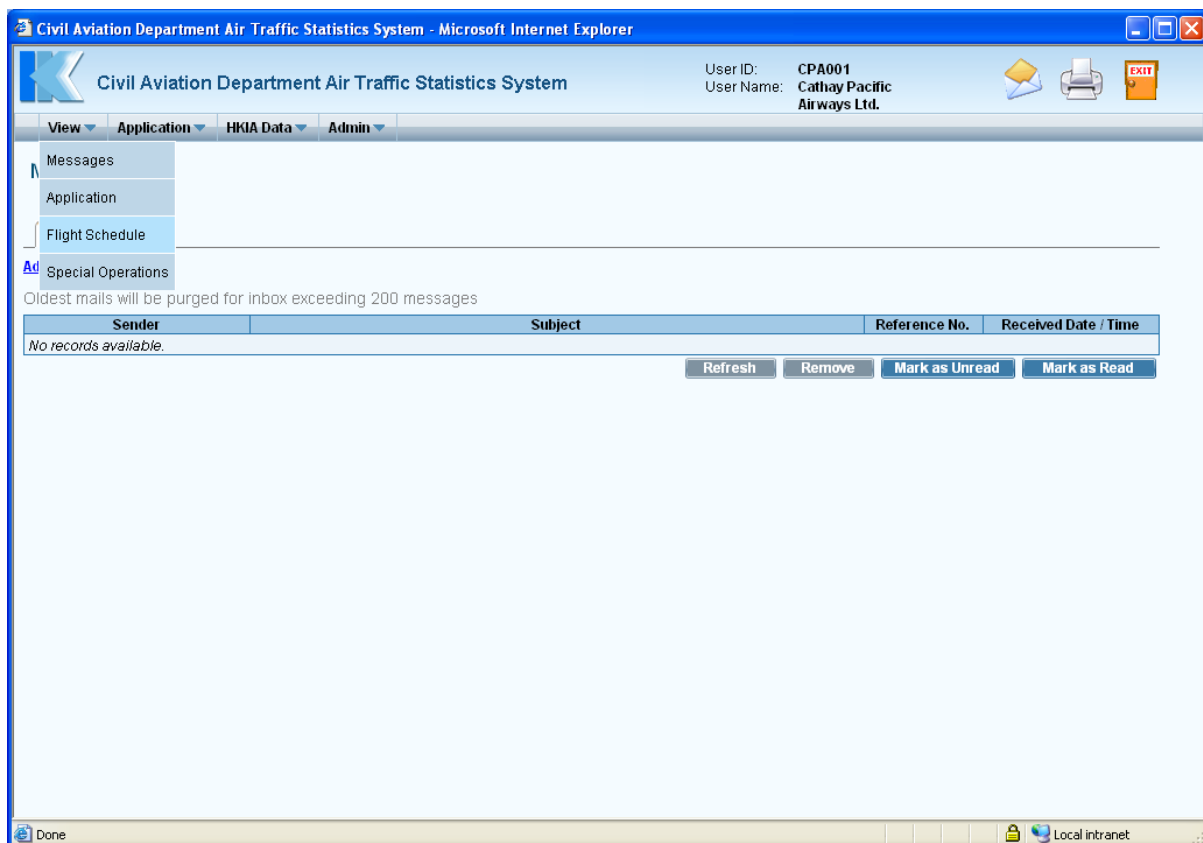 Civil Aviation Department Air Traffic Statistics System - Microsoft Internet Explorer
Civil Aviation Department Air Traffic Statistics System
User ID: CPA001
User Name: Cathay Pacific Airways Ltd.
EXIT
View Application HKIA Data Admin
Messages
Application
Flight Schedule
Special Operations
Oldest mails will be purged for inbox exceeding 200 messages
Sender Subject Reference No. Received Date / Time
No records available.
Refresh Remove Mark as Unread Mark as Read
Done Local intranet